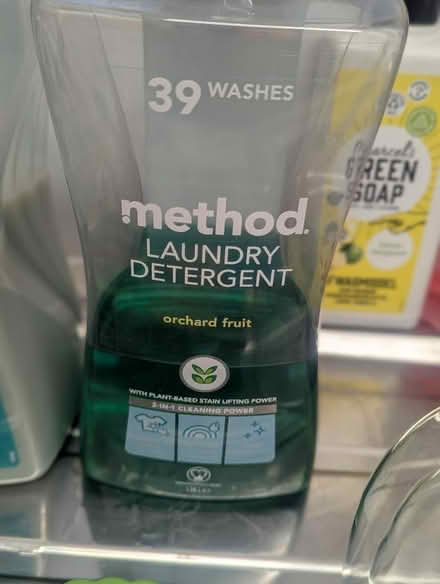 39 WASHES
method.
LAUNDRY
DETERGENT
orchard fruit
WITH PLANT-BASED STAIN LIFTING POWER
3-IN-1 CLEANING POWER
Marcel's
GREEN
SOAP